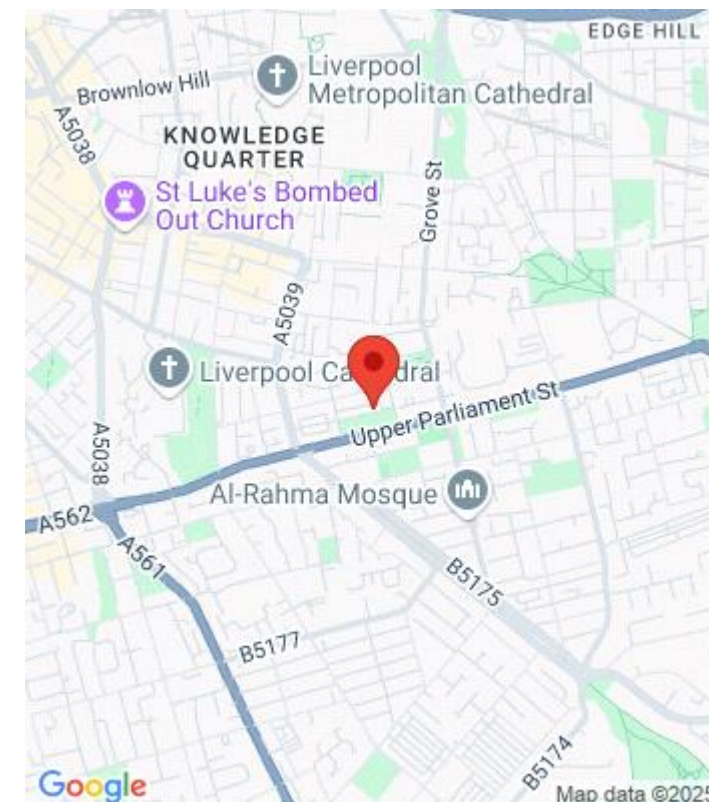 EDGE HILL
Liverpool
Metropolitan Cathedral
Brownlow Hill
A5038
KNOWLEDGE
QUARTER
St Luke's Bombed
Out Church
Grove St
A5039
Liverpool Ca dral
Upper Parliament St
A5038
Al-Rahma Mosque
A562
A561
B5175
B5177
B5174
Google
Map data ©2025